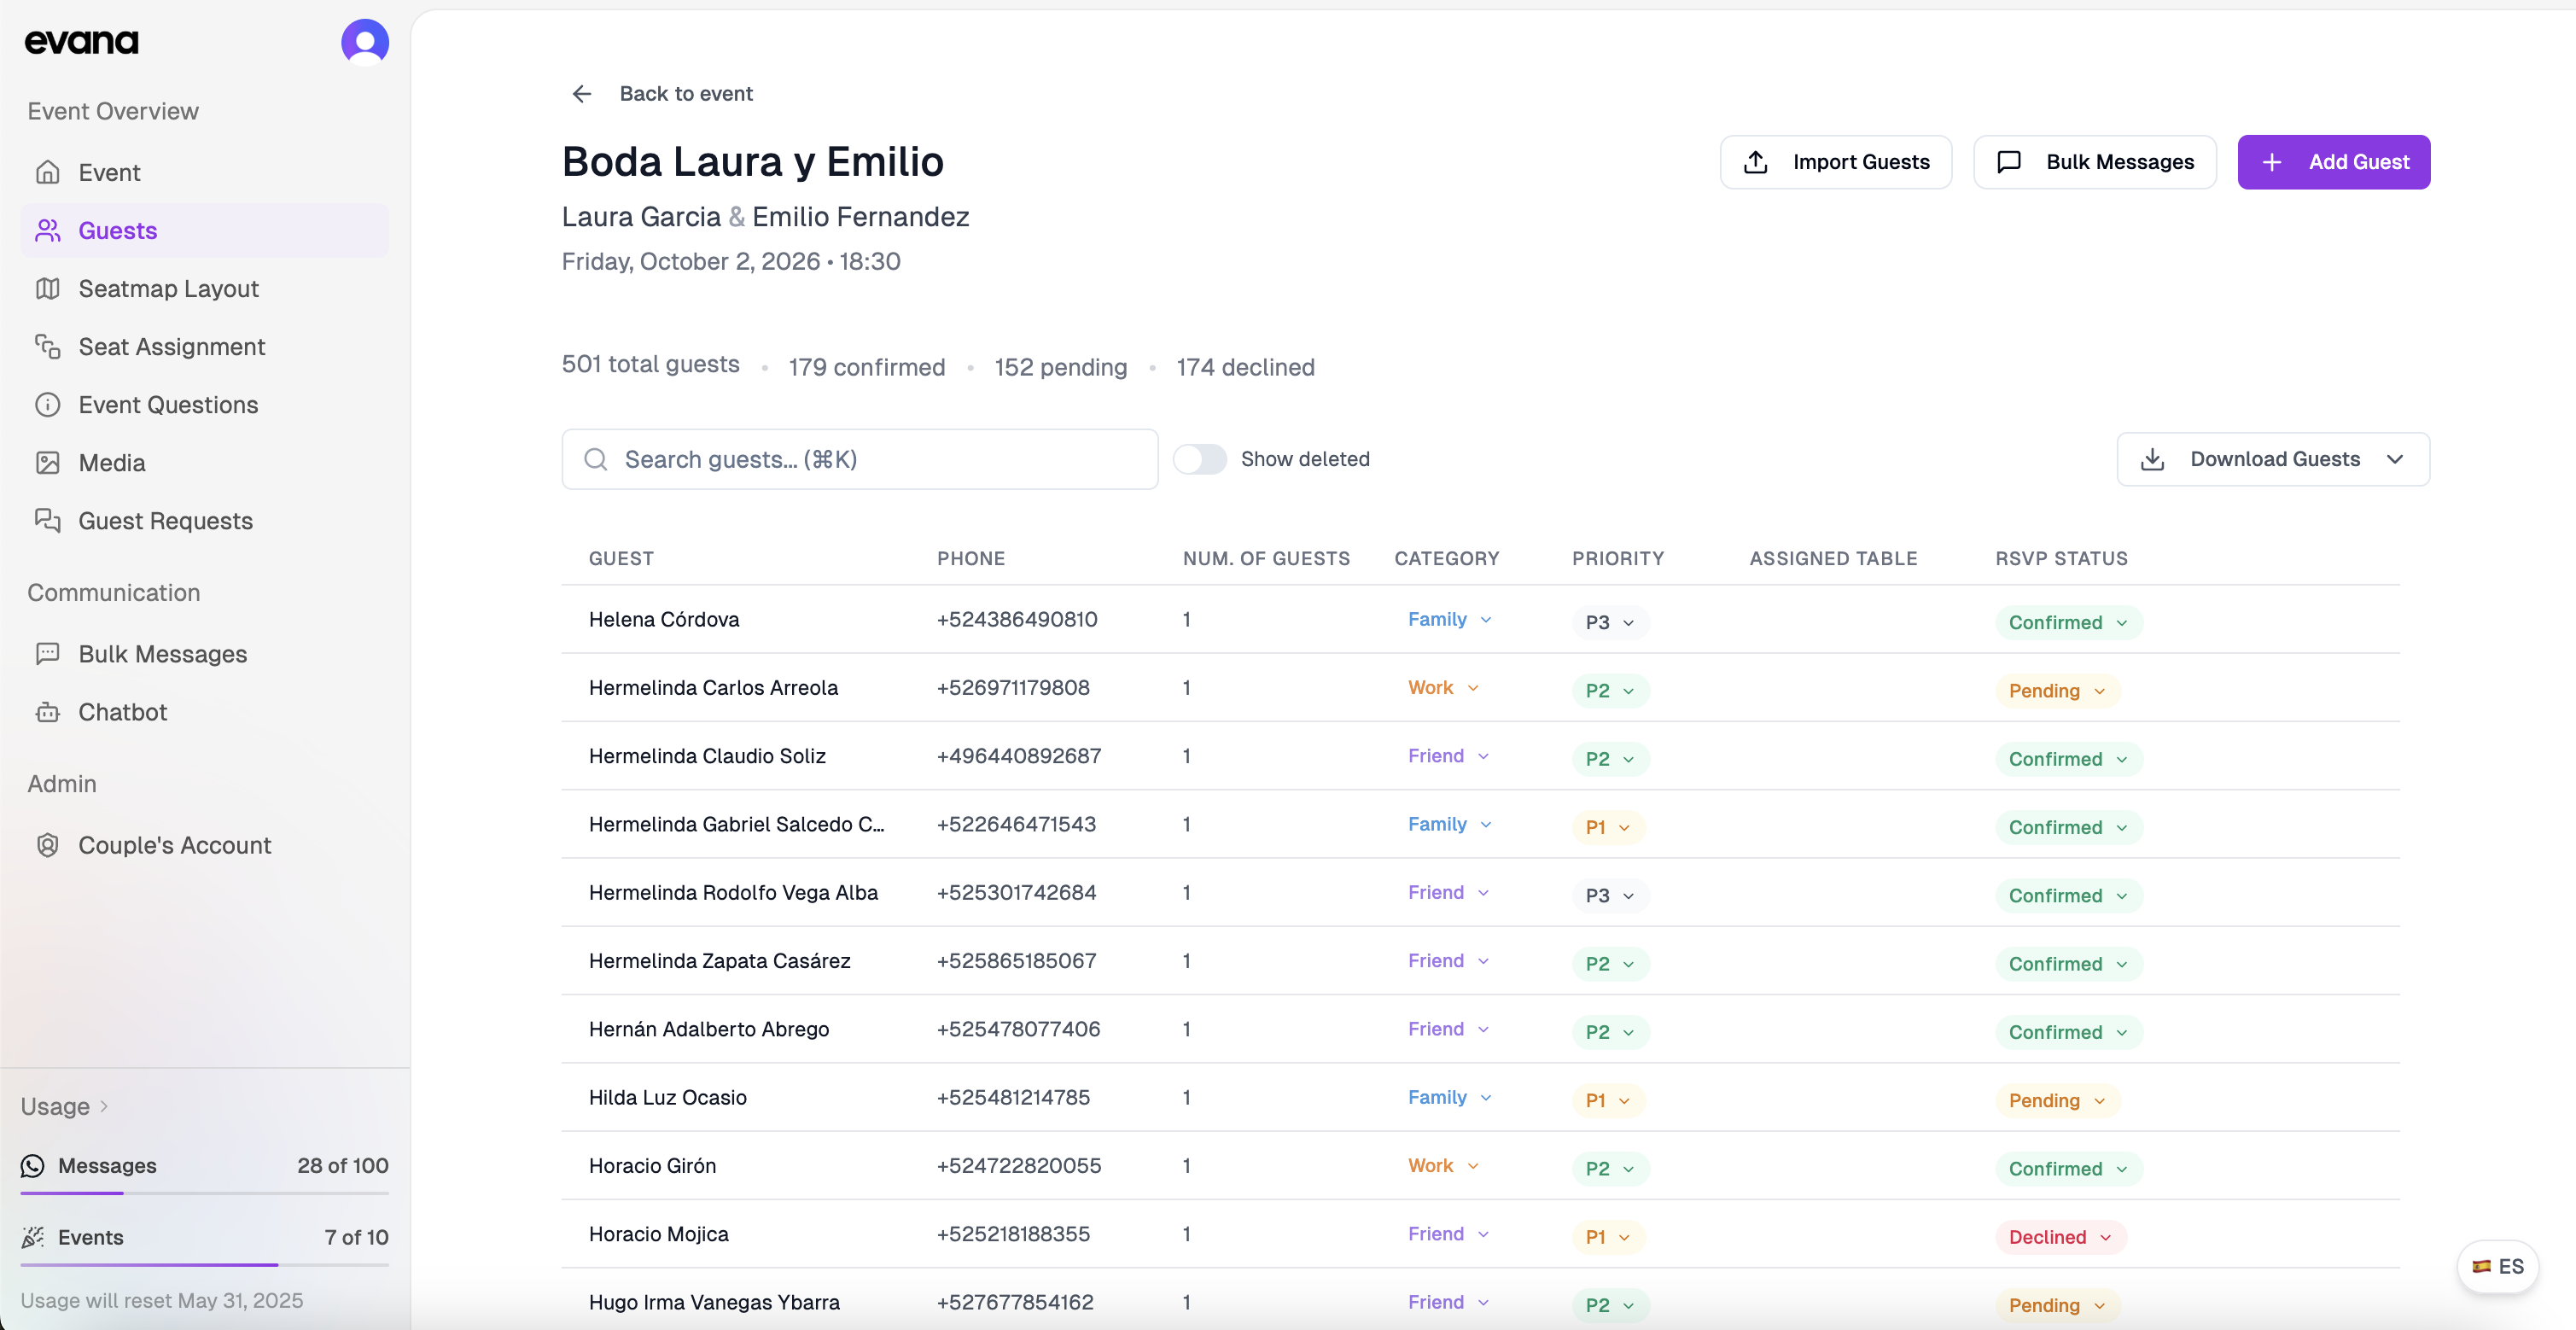 evana
Event Overview
Event
Guests
Seatmap Layout
Seat Assignment
Event Questions
Media
Guest Requests
Communication
Bulk Messages
Chatbot
Admin
Couple's Account
Usage
Messages 28 of 100
Events 7 of 10
Usage will reset May 31, 2025
Back to event
Boda Laura y Emilio
Import Guests Bulk Messages Add Guest
Laura Garcia & Emilio Fernandez
Friday, October 2, 2026 • 18:30
501 total guests • 179 confirmed • 152 pending • 174 declined
Search guests... (⌘K) Show deleted Download Guests
GUEST PHONE NUM. OF GUESTS CATEGORY PRIORITY ASSIGNED TABLE RSVP STATUS
Helena Córdova +524386490810 1 Family P3 Confirmed
Hermelinda Carlos Arreola +526971179808 1 Work P2 Pending
Hermelinda Claudio Soliz +496440892687 1 Friend P2 Confirmed
Hermelinda Gabriel Salcedo C... +522646471543 1 Family P1 Confirmed
Hermelinda Rodolfo Vega Alba +525301742684 1 Friend P3 Confirmed
Hermelinda Zapata Casárez +525865185067 1 Friend P2 Confirmed
Hernán Adalberto Abrego +525478077406 1 Friend P2 Confirmed
Hilda Luz Ocasio +525481214785 1 Family P1 Pending
Horacio Girón +524722820055 1 Work P2 Confirmed
Horacio Mojica +525218188355 1 Friend P1 Declined
Hugo Irma Vanegas Ybarra +527677854162 1 Friend P2 Pending
ES